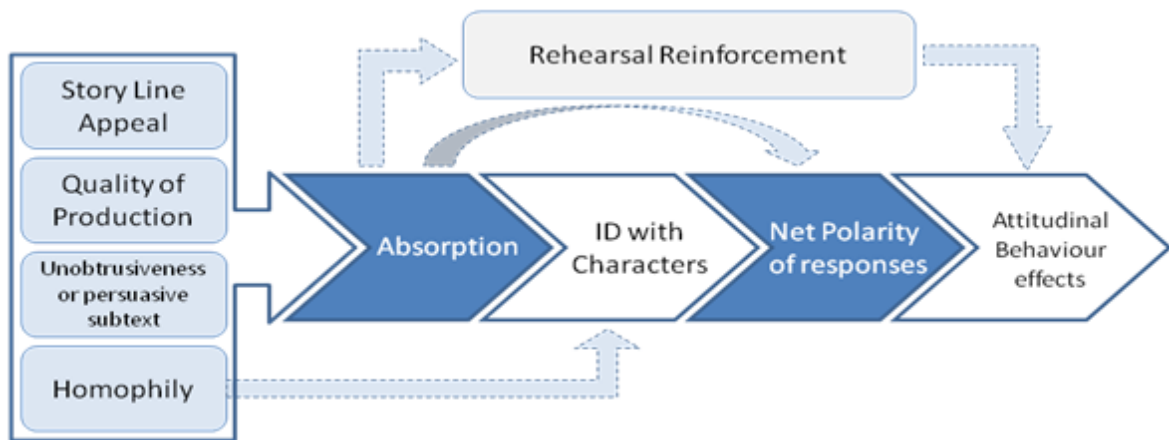 Story Line
Appeal
Quality of
Production
Unobtrusiveness
or persuasive
subtext
Homophily
Rehearsal Reinforcement
Absorption
ID with
Characters
Net Polarity
of responses
Attitudinal
Behaviour
effects